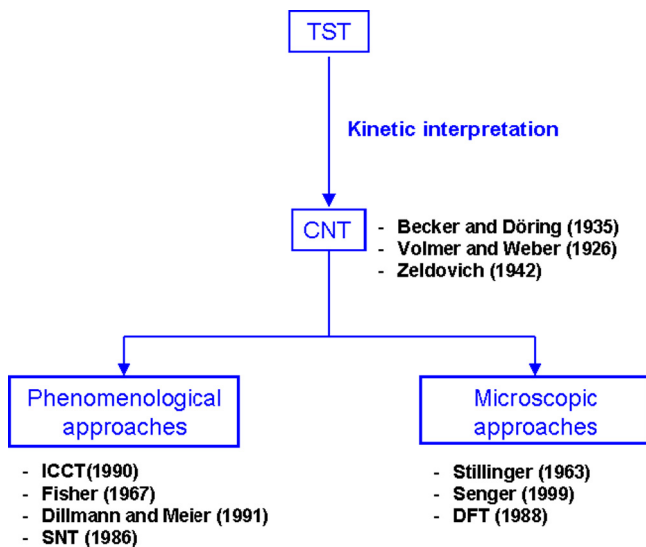 TST
Kinetic interpretation
CNT
- Becker and Döring (1935)
- Volmer and Weber (1926)
- Zeldovich (1942)
Phenomenological
approaches
- ICCT(1990)
- Fisher (1967)
- Dillmann and Meier (1991)
- SNT (1986)
Microscopic
approaches
- Stillinger (1963)
- Senger (1999)
- DFT (1988)